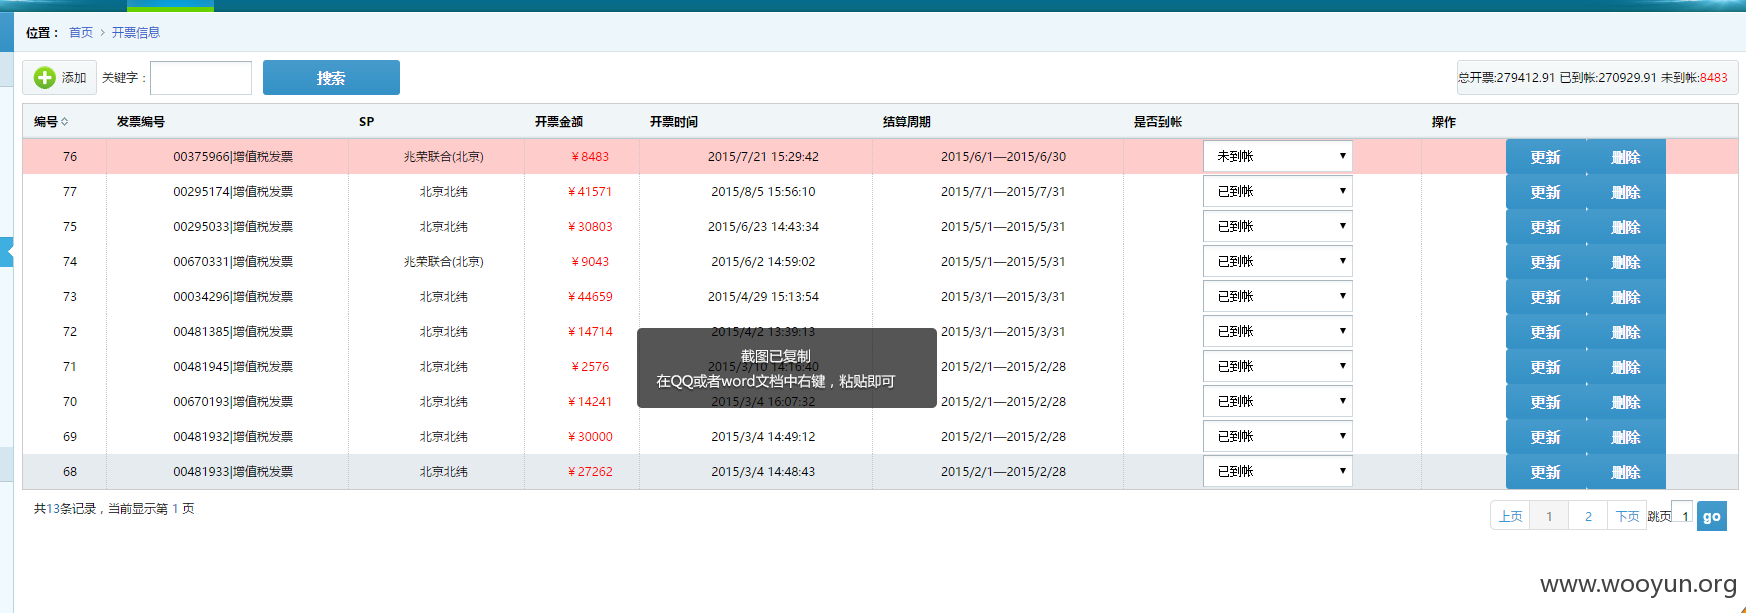 位置： 首页 > 开票信息
添加 关键字： 搜索 总开票:279412.91 已到帐:270929.91 未到帐:8483
编号 发票编号 SP 开票金额 开票时间 结算周期 是否到帐 操作
76 00375966|增值税发票 兆荣联合(北京) ￥8483 2015/7/21 15:29:42 2015/6/1—2015/6/30 未到帐 更新 删除
77 00295174|增值税发票 北京北纬 ￥41571 2015/8/5 15:56:10 2015/7/1—2015/7/31 已到帐 更新 删除
75 00295033|增值税发票 北京北纬 ￥30803 2015/6/23 14:43:34 2015/5/1—2015/5/31 已到帐 更新 删除
74 00670331|增值税发票 兆荣联合(北京) ￥9043 2015/6/2 14:59:02 2015/5/1—2015/5/31 已到帐 更新 删除
73 00034296|增值税发票 北京北纬 ￥44659 2015/4/29 15:13:54 2015/3/1—2015/3/31 已到帐 更新 删除
72 00481385|增值税发票 北京北纬 ￥14714 2015/4/2 13:39:13 2015/3/1—2015/3/31 已到帐 更新 删除
截图已复制
71 00481945|增值税发票 北京北纬 ￥2576 2015/3/10 14:16:40 2015/2/1—2015/2/28 已到帐 更新 删除
在QQ或者word文档中右键，粘贴即可
70 00670193|增值税发票 北京北纬 ￥14241 2015/3/4 16:07:32 2015/2/1—2015/2/28 已到帐 更新 删除
69 00481932|增值税发票 北京北纬 ￥30000 2015/3/4 14:49:12 2015/2/1—2015/2/28 已到帐 更新 删除
68 00481933|增值税发票 北京北纬 ￥27262 2015/3/4 14:48:43 2015/2/1—2015/2/28 已到帐 更新 删除
共13条记录，当前显示第 1 页 上页 1 2 下页 跳页 1 go
www.wooyun.org